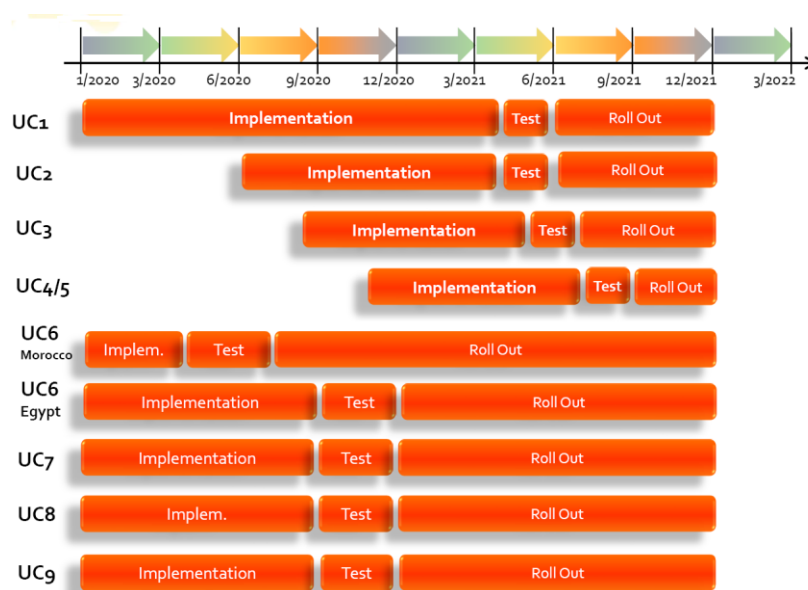 1/2020 3/2020 6/2020 9/2020 12/2020 3/2021 6/2021 9/2021 12/2021 3/2022
UC1 Implementation Test Roll Out
UC2 Implementation Test Roll Out
UC3 Implementation Test Roll Out
UC4/5 Implementation Test Roll Out
UC6
Morocco Implem. Test Roll Out
UC6
Egypt Implementation Test Roll Out
UC7 Implementation Test Roll Out
UC8 Implem. Test Roll Out
UC9 Implementation Test Roll Out